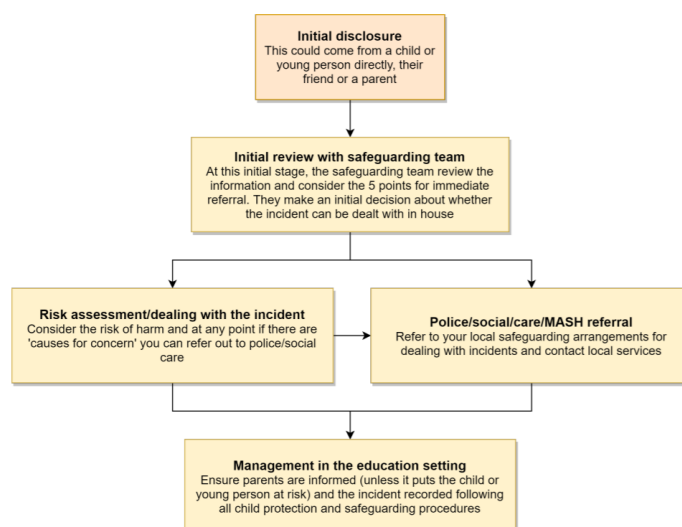 Initial disclosure
This could come from a child or
young person directly, their
friend or a parent
Initial review with safeguarding team
At this initial stage, the safeguarding team review the
information and consider the 5 points for immediate
referral. They make an initial decision about whether
the incident can be dealt with in house
Risk assessment/dealing with the incident
Consider the risk of harm and at any point if there are
'causes for concern' you can refer out to police/social
care
Police/social/care/MASH referral
Refer to your local safeguarding arrangements for
dealing with incidents and contact local services
Management in the education setting
Ensure parents are informed (unless it puts the child or
young person at risk) and the incident recorded following
all child protection and safeguarding procedures